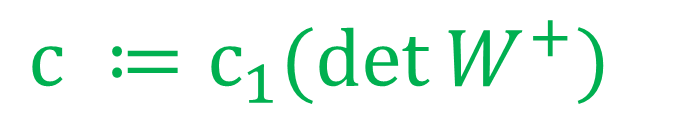 c := c₁(det W⁺)